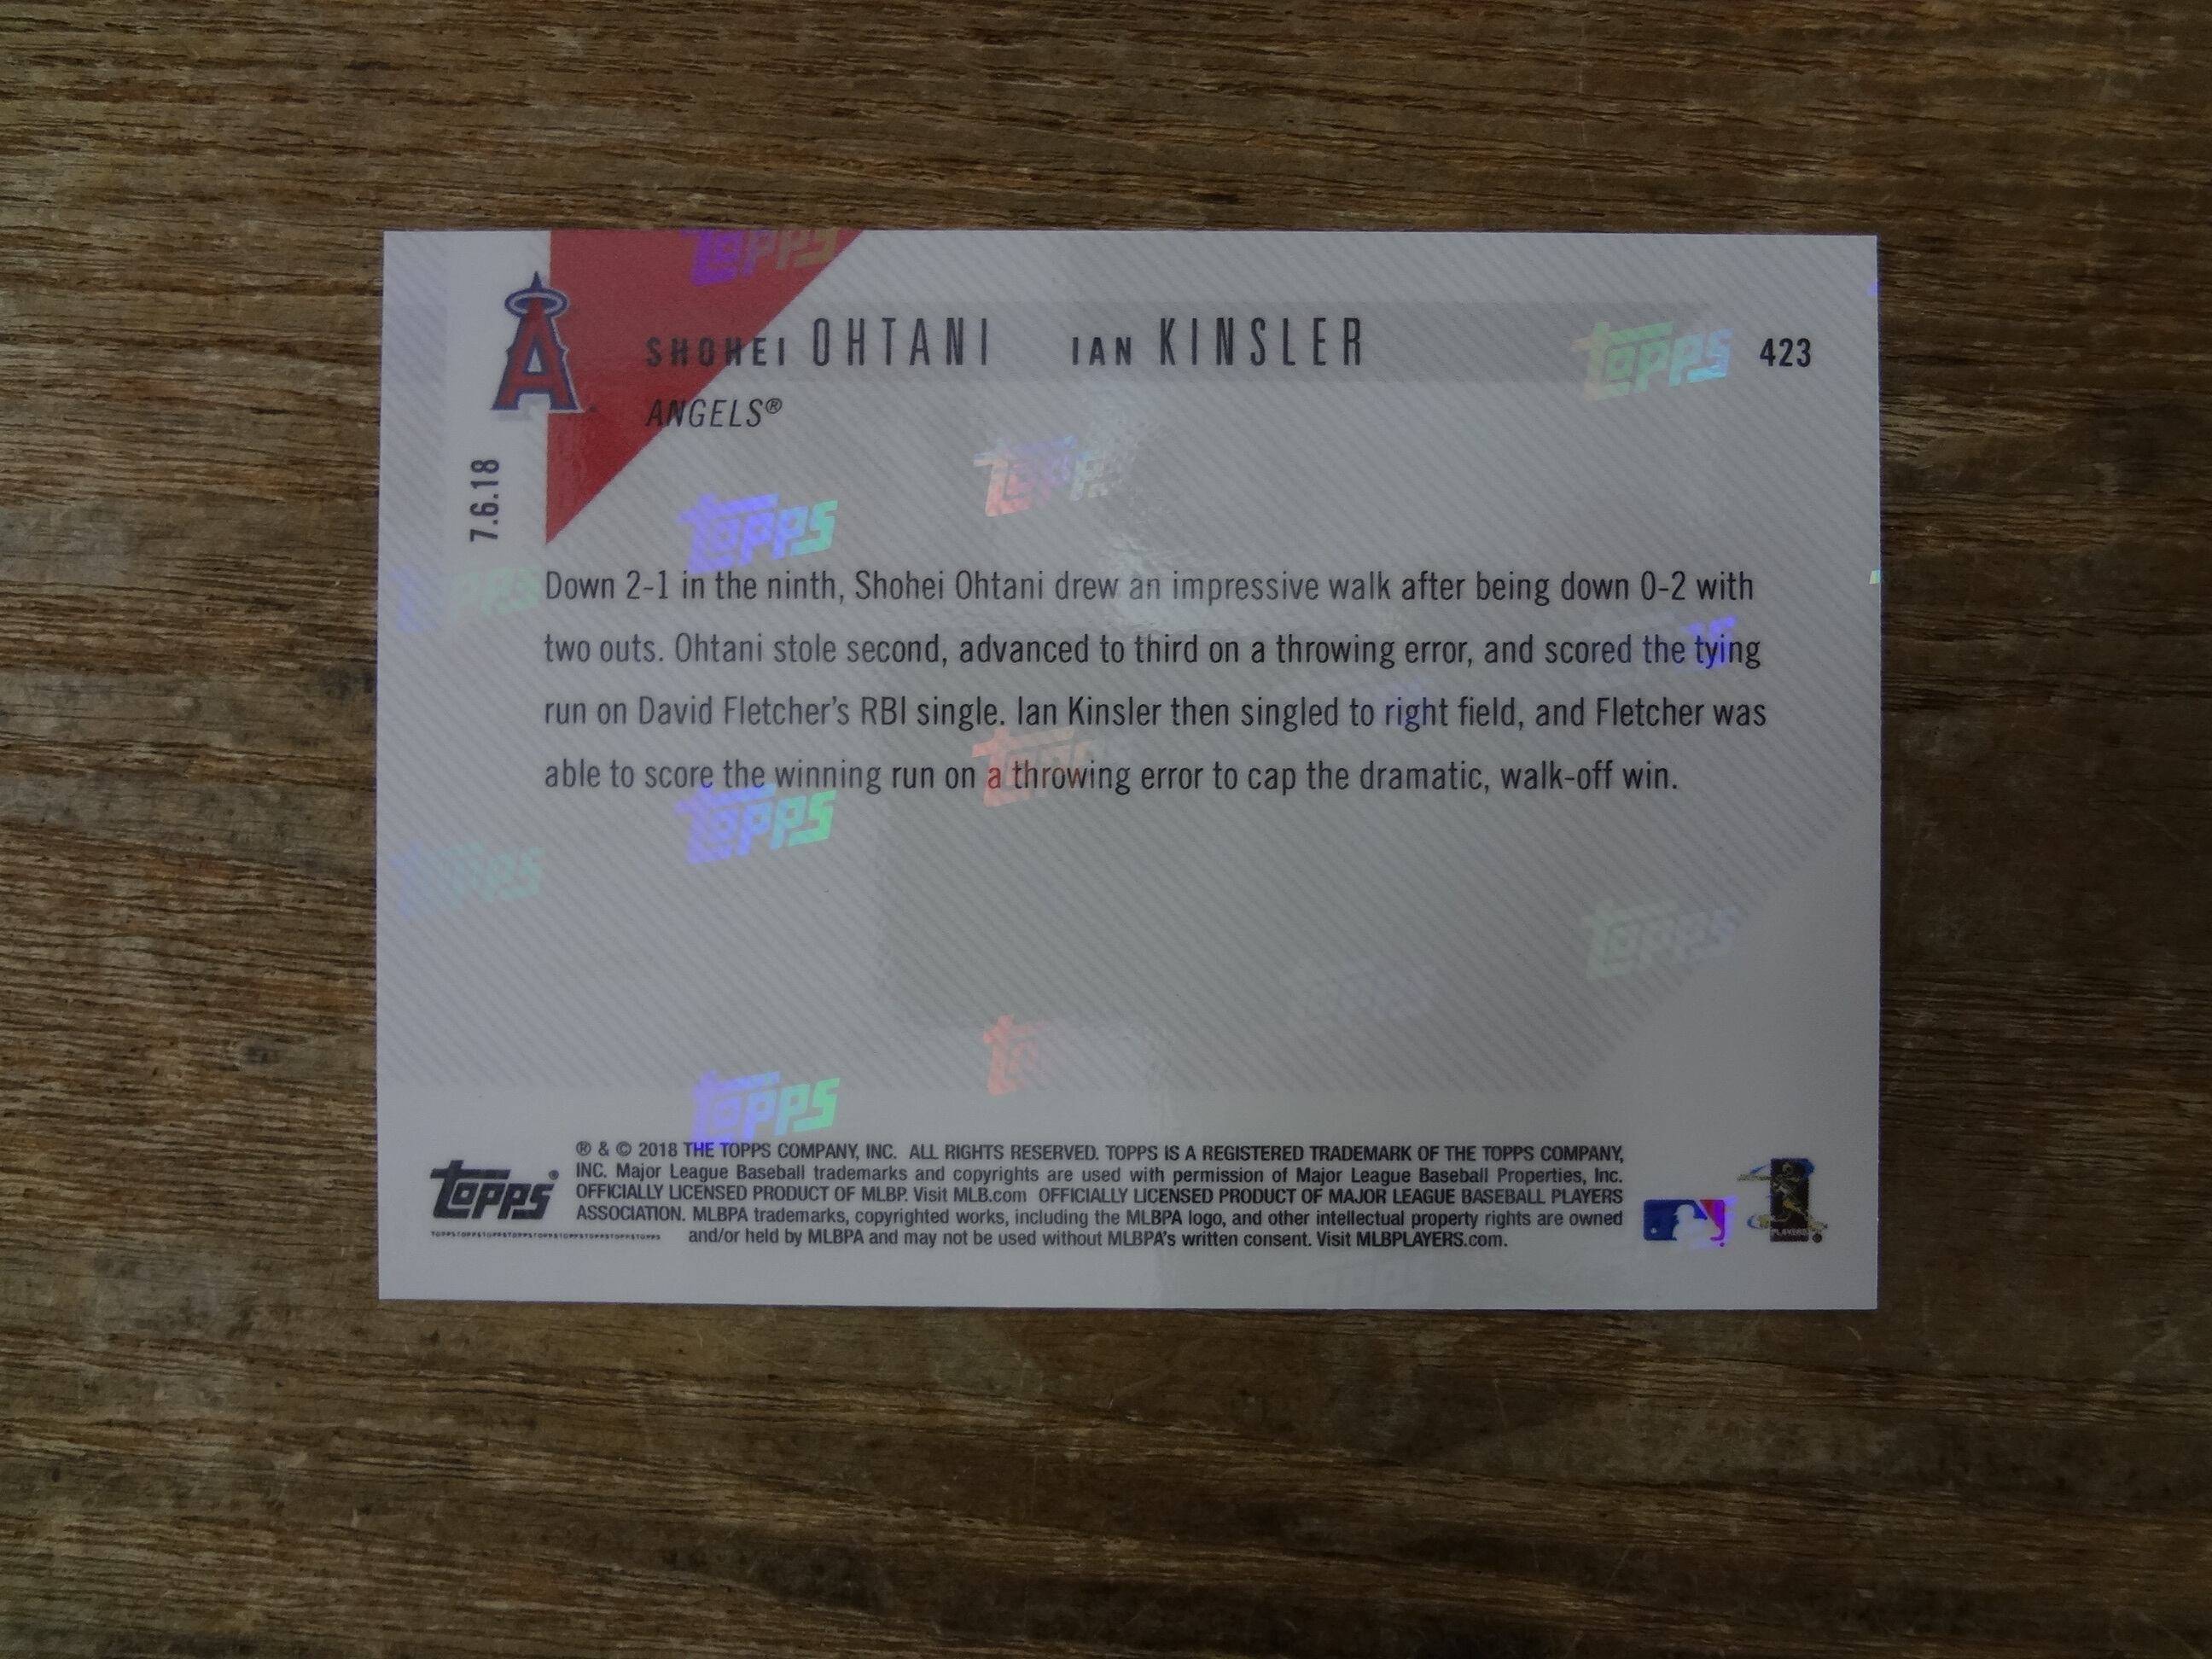 SHOHEI OHTANI IAN KINSLER
423
ANGELS®
7.6.18
Down 2-1 in the ninth, Shohei Ohtani drew an impressive walk after being down 0-2 with
two outs. Ohtani stole second, advanced to third on a throwing error, and scored the tying
run on David Fletcher's RBI single. Ian Kinsler then singled to right field, and Fletcher was
able to score the winning run on a throwing error to cap the dramatic, walk-off win.
topps®
® & © 2018 THE TOPPS COMPANY, INC. ALL RIGHTS RESERVED. TOPPS IS A REGISTERED TRADEMARK OF THE TOPPS COMPANY,
INC. Major League Baseball trademarks and copyrights are used with permission of Major League Baseball Properties, Inc.
OFFICIALLY LICENSED PRODUCT OF MLBP. Visit MLB.com OFFICIALLY LICENSED PRODUCT OF MAJOR LEAGUE BASEBALL PLAYERS
ASSOCIATION. MLBPA trademarks, copyrighted works, including the MLBPA logo, and other intellectual property rights are owned
and/or held by MLBPA and may not be used without MLBPA's written consent. Visit MLBPLAYERS.com.
PLAYERS